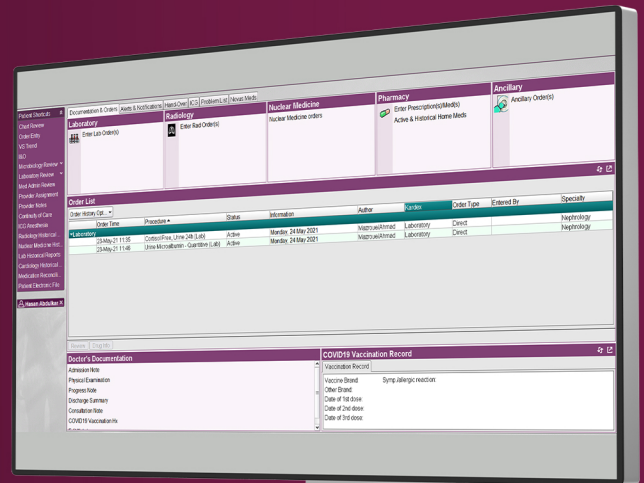 Patient Shortcuts
Chart Review
Order Entry
VS Trend
I&O
Microbiology Review
Laboratory Review
Med Admin Review
Provider Assignment
Provider Notes
Continuity of Care
ICG Anesthesia
Radiology Historical ...
Nuclear Medicine Hist...
Lab Historical Reports
Cardiology Historical...
Medication Reconcili...
Patient Electronic File
Hasan Abdulkas X
Documentation & Orders Alerts & Notifications Hand-Over ICG Problem List Novas Meds
Laboratory
Enter Lab Order(s)
Radiology
Enter Rad Order(s)
Nuclear Medicine
Nuclear Medicine orders
Pharmacy
Enter Prescription(s)/Med(s)
Active & Historical Home Meds
Ancillary
Ancillary Order(s)
Order List
Order History Opt...
Order Time Procedure Status Information Author Kardex Order Type Entered By Specialty
Laboratory
23-May-21 11:35 Cortisol Free, Urine 24h (Lab) Active Monday, 24 May 2021 Mazrouei/Ahmad Laboratory Direct Nephrology
23-May-21 11:46 Urine Microalbumin - Quantitive (Lab) Active Monday, 24 May 2021 Mazrouei/Ahmad Laboratory Direct Nephrology
Review Drug Info
Doctor's Documentation
Admission Note
Physical Examination
Progress Note
Discharge Summary
Consultation Note
COVID19 Vaccination Hx
COVID19 Vaccination Record
Vaccination Record
Vaccine Brand: Symp./allergic reaction:
Other Brand:
Date of 1st dose:
Date of 2nd dose:
Date of 3rd dose: